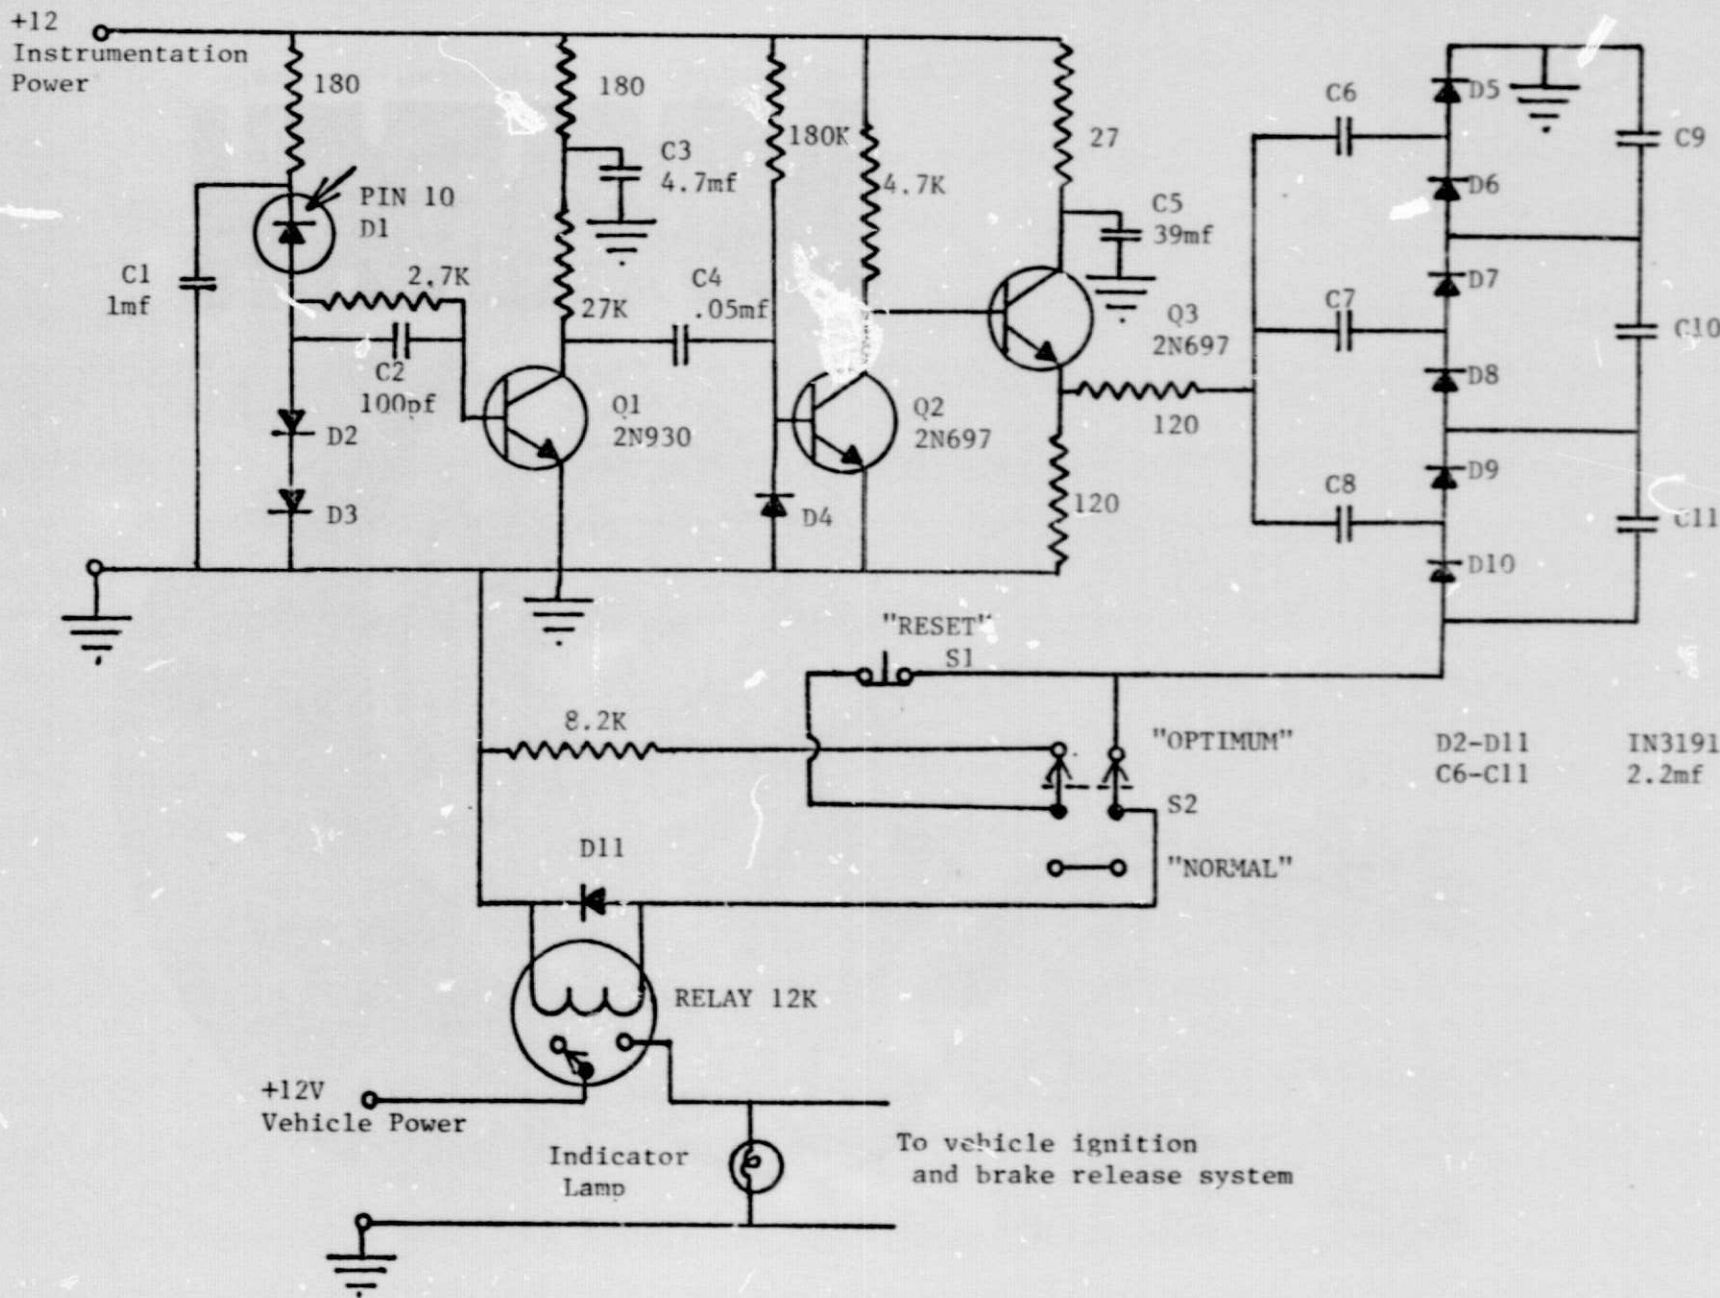 +12
Instrumentation
Power
180
180
180K
4.7K
27
PIN 10
D1
C1
1mf
2.7K
C2
100pf
D2
D3
C3
4.7mf
27K
C4
.05mf
Q1
2N930
D4
Q2
2N697
C5
39mf
Q3
2N697
120
120
C6
C7
C8
D5
D6
D7
D8
D9
D10
C9
C10
C11
"RESET"
S1
8.2K
"OPTIMUM"
S2
"NORMAL"
D2-D11 IN3191
C6-C11 2.2mf
D11
RELAY 12K
+12V
Vehicle Power
Indicator
Lamp
To vehicle ignition
and brake release system